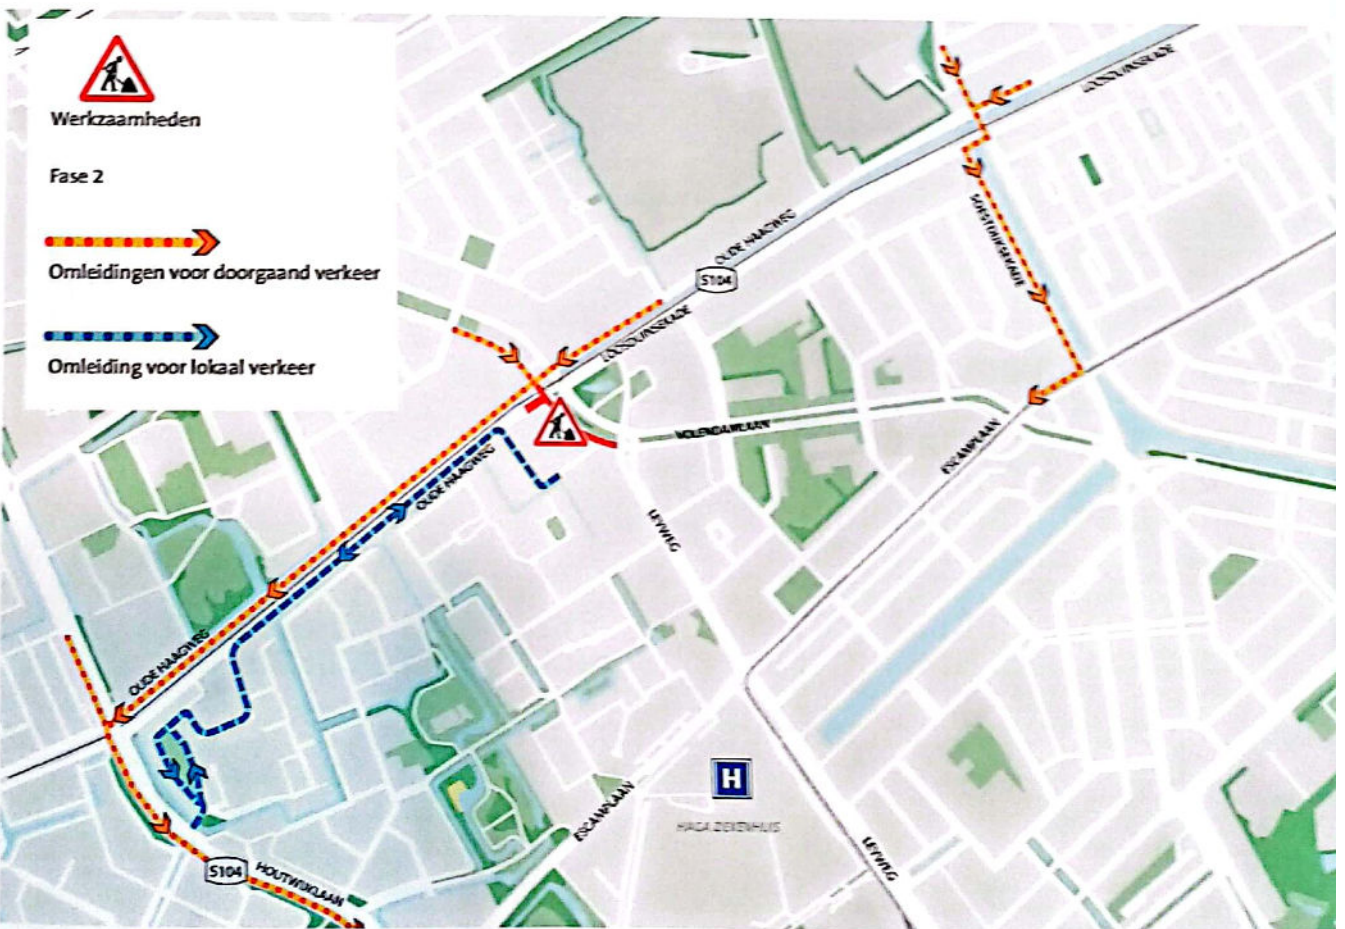 Werkzaamheden
Fase 2
Omleidingen voor doorgaand verkeer
Omleiding voor lokaal verkeer
LOOSDUINSEKADE
SOESTDIJKSEKADE
OUDE HAAGWEG
S104
LOOSDUINSEKADE
VOLENDAMLAAN
ESCAMPLAAN
OUDE HAAGWEG
LEYWEG
OUDE HAAGWEG
H
HAGA ZIEKENHUIS
ESCAMPLAAN
LEYWEG
S104
HOUTWIJKLAAN